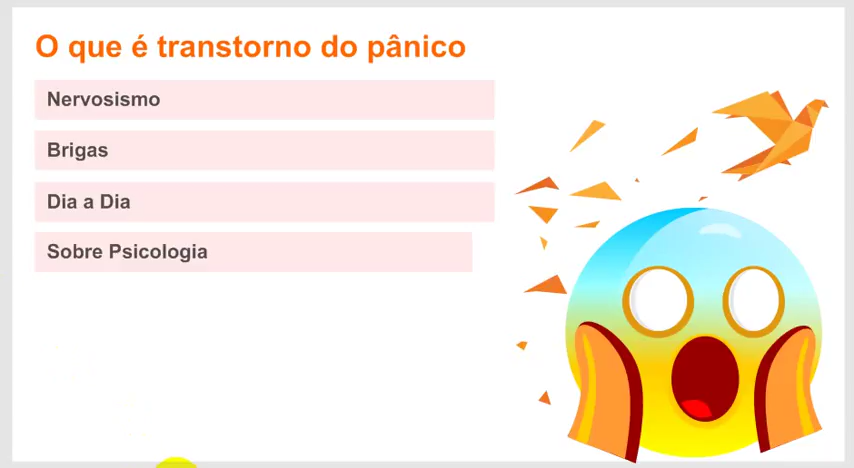 O que é transtorno do pânico
Nervosismo
Brigas
Dia a Dia
Sobre Psicologia